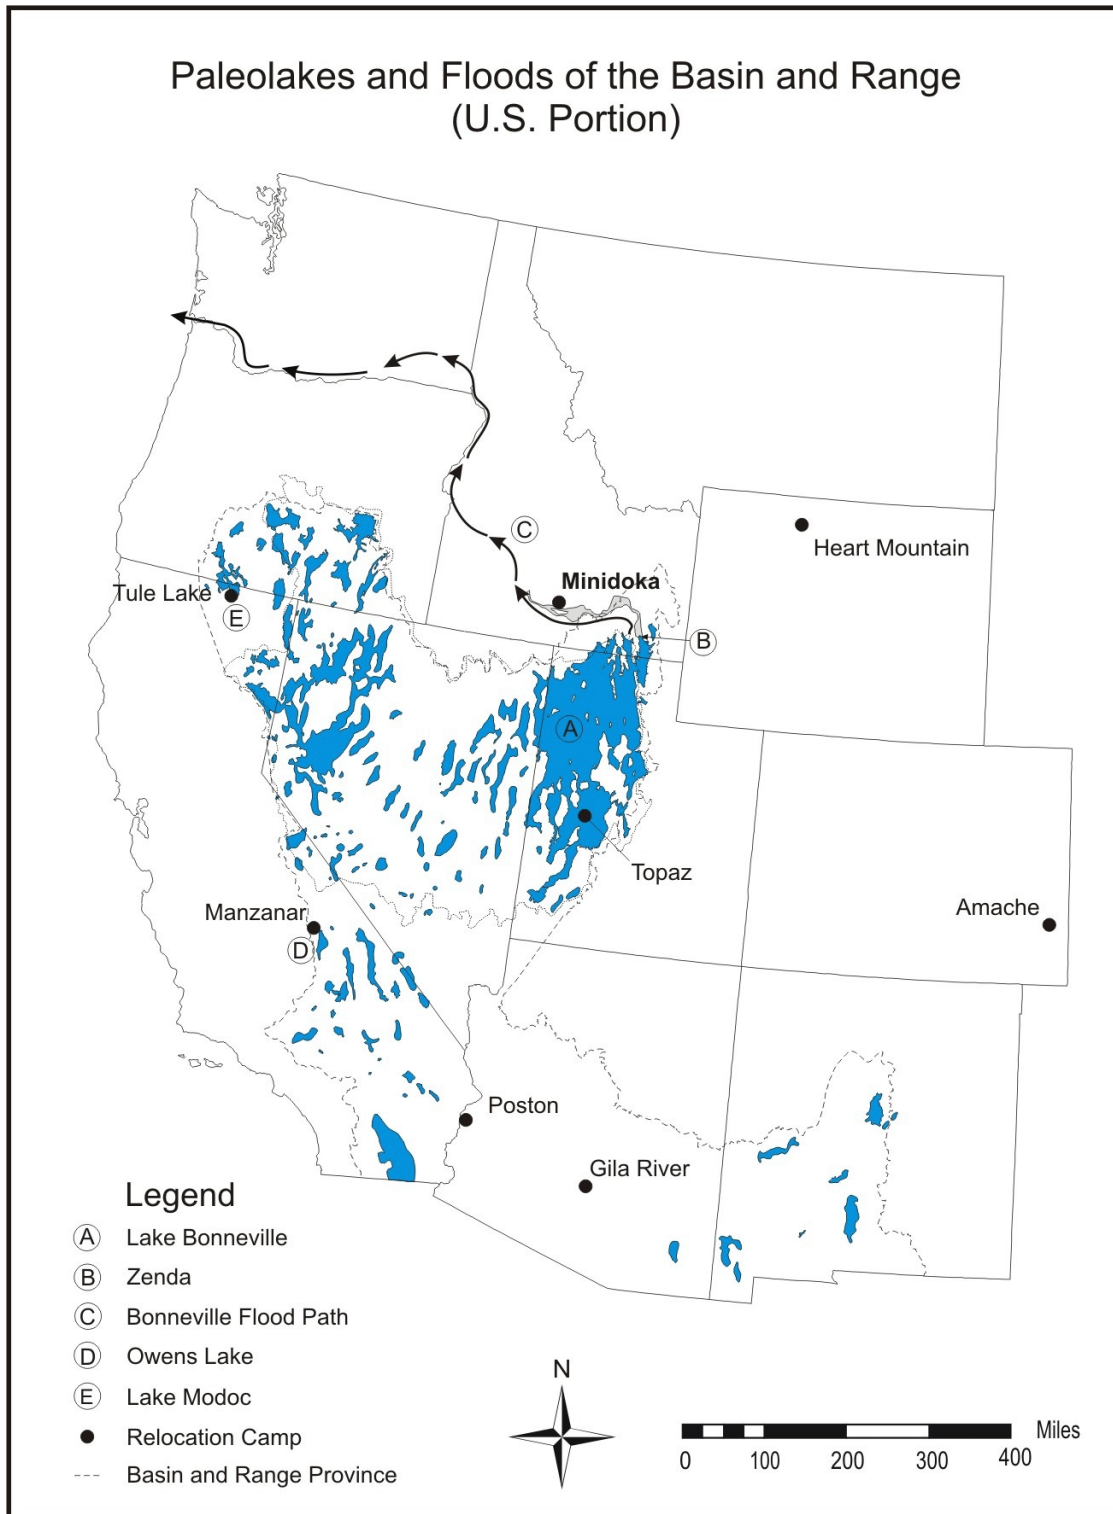 Paleolakes and Floods of the Basin and Range
(U.S. Portion)
C
Heart Mountain
Minidoka
Tule Lake
E
B
A
Topaz
Manzanar
Amache
D
Poston
Gila River
Legend
A Lake Bonneville
B Zenda
C Bonneville Flood Path
D Owens Lake
E Lake Modoc
Relocation Camp
Basin and Range Province
N
Miles
0 100 200 300 400